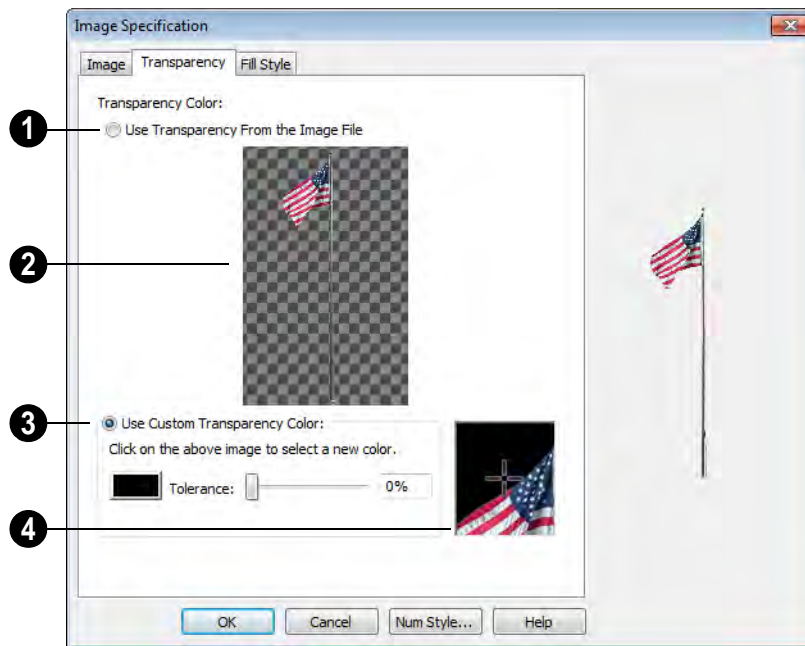 Image Specification
Image Transparency Fill Style
Transparency Color:
1 Use Transparency From the Image File
2
3 Use Custom Transparency Color:
Click on the above image to select a new color.
Tolerance: 0%
4
OK Cancel Num Style... Help